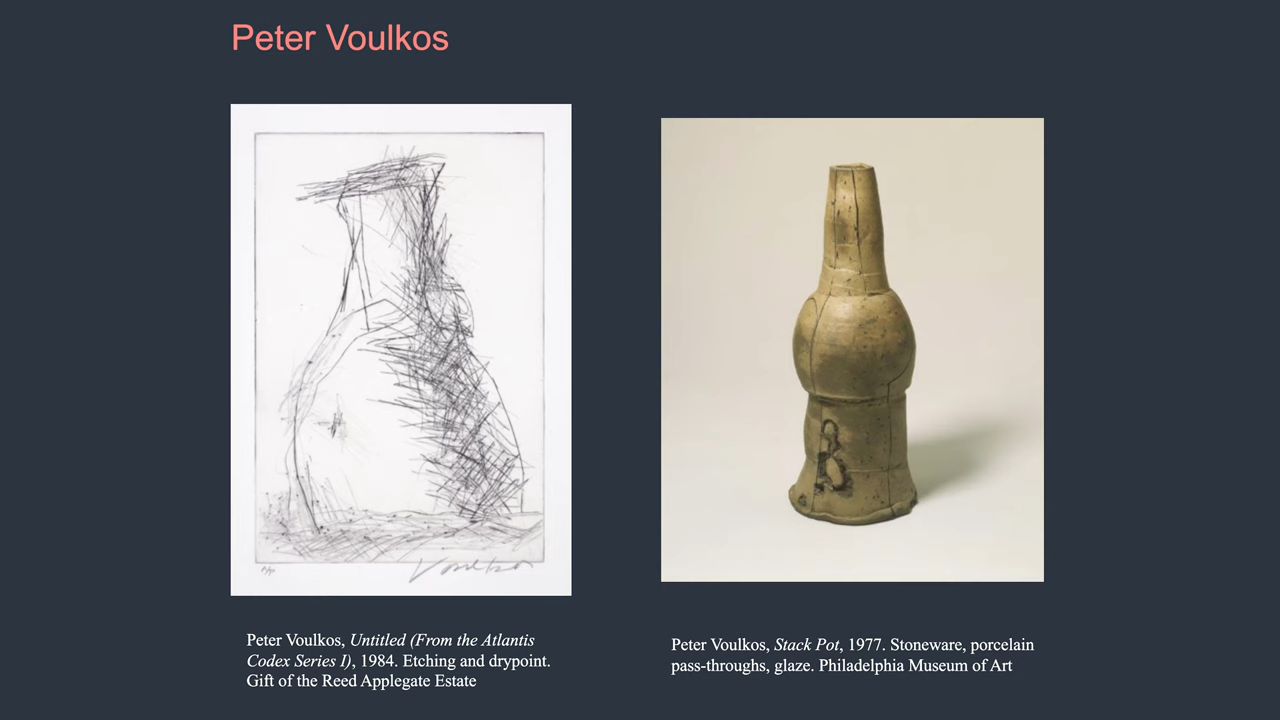 Peter Voulkos
Voulkos
Peter Voulkos, Untitled (From the Atlantis
Codex Series I), 1984. Etching and drypoint.
Gift of the Reed Applegate Estate
Peter Voulkos, Stack Pot, 1977. Stoneware, porcelain
pass-throughs, glaze. Philadelphia Museum of Art